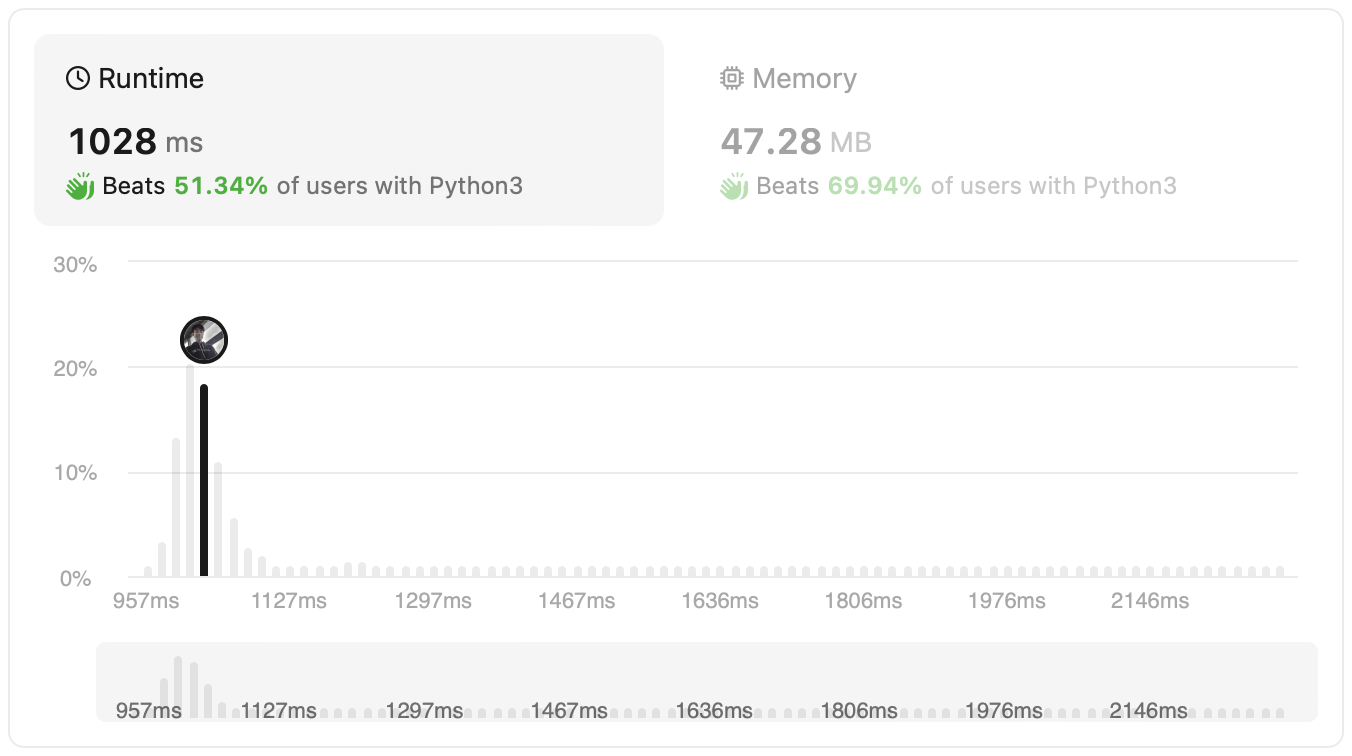 Runtime
1028 ms
Beats 51.34% of users with Python3
Memory
47.28 MB
Beats 69.94% of users with Python3
30%
20%
10%
0%
957ms 1127ms 1297ms 1467ms 1636ms 1806ms 1976ms 2146ms
957ms 1127ms 1297ms 1467ms 1636ms 1806ms 1976ms 2146ms